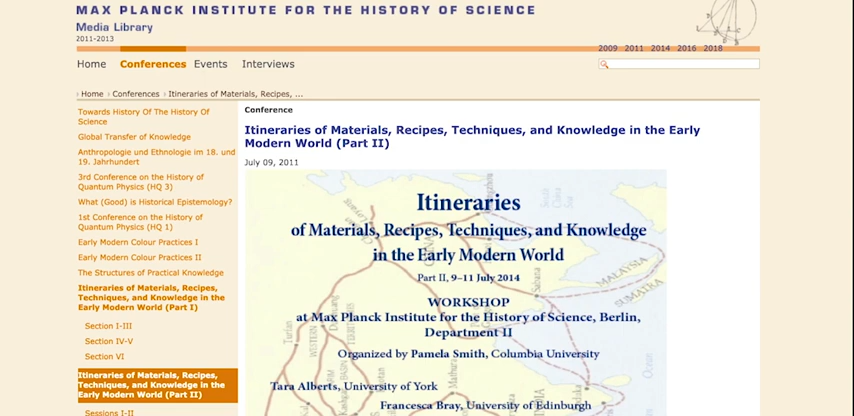 MAX PLANCK INSTITUTE FOR THE HISTORY OF SCIENCE
Media Library
2011-2013
2009 2011 2014 2016 2018
Home Conferences Events Interviews
› Home › Conferences › Itineraries of Materials, Recipes, ...
Towards History Of The History Of
Science
Global Transfer of Knowledge
Anthropologie und Ethnologie im 18. und
19. Jahrhundert
3rd Conference on the History of
Quantum Physics (HQ 3)
What (Good) is Historical Epistemology?
1st Conference on the History of
Quantum Physics (HQ 1)
Early Modern Colour Practices I
Early Modern Colour Practices II
The Structures of Practical Knowledge
Itineraries of Materials, Recipes,
Techniques, and Knowledge in the Early
Modern World (Part I)
Section I-III
Section IV-V
Section VI
Itineraries of Materials, Recipes,
Techniques, and Knowledge in the Early
Modern World (Part II)
Sessions I-II
Conference
Itineraries of Materials, Recipes, Techniques, and Knowledge in the Early
Modern World (Part II)
July 09, 2011
Itineraries
of Materials, Recipes, Techniques, and Knowledge
in the Early Modern World
Part II, 9–11 July 2014
WORKSHOP
at Max Planck Institute for the History of Science, Berlin,
Department II
Organized by Pamela Smith, Columbia University
Tara Alberts, University of York
Francesca Bray, University of Edinburgh
CHINA
MALAYSIA
SUMATRA
Turfan
WESTERN
Sahana
Mathura